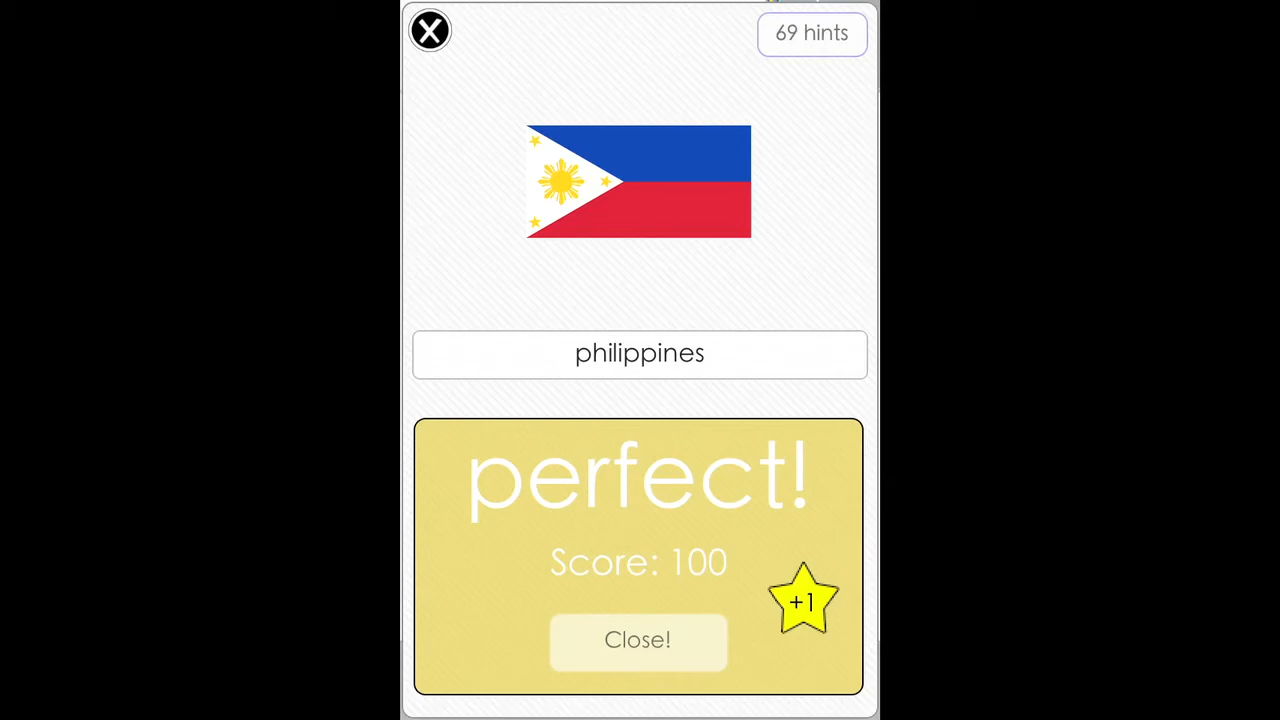 X
69 hints
philippines
perfect!
Score: 100
+1
Close!